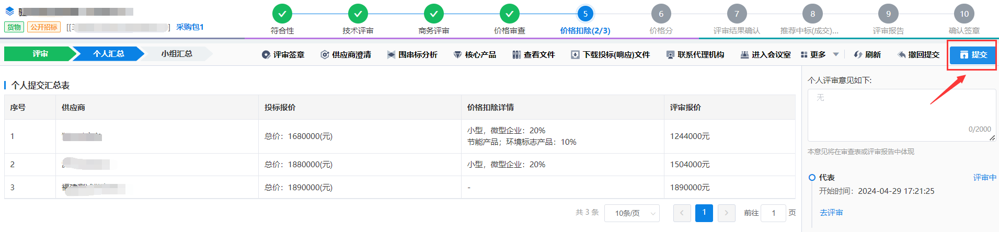 5
6
7
8
9
10
符合性
技术评审
商务评审
价格审查
价格扣除(2/3)
价格分
评审结果确认
推荐中标(成交)...
评审报告
确认签章
货物
公开招标
采购包1
评审
个人汇总
小组汇总
评审签章
供应商澄清
围串标分析
核心产品
查看文件
下载投标(响应)文件
联系代理机构
进入会议室
更多
刷新
撤回提交
提交
个人提交汇总表
序号 供应商 投标报价 价格扣除详情 评审报价
1 总价：1680000(元) 小型，微型企业：20% 1244000元
节能产品；环境标志产品：10%
2 总价：1880000(元) 小型，微型企业：20% 1504000元
3 总价：1890000(元) - 1890000元
共 3 条
10条/页
1
前往 1 页
个人评审意见如下:
无
0/2000
本意见将在审查表或评审报告中体现
代表 评审中
开始时间：2024-04-29 17:21:25
去评审